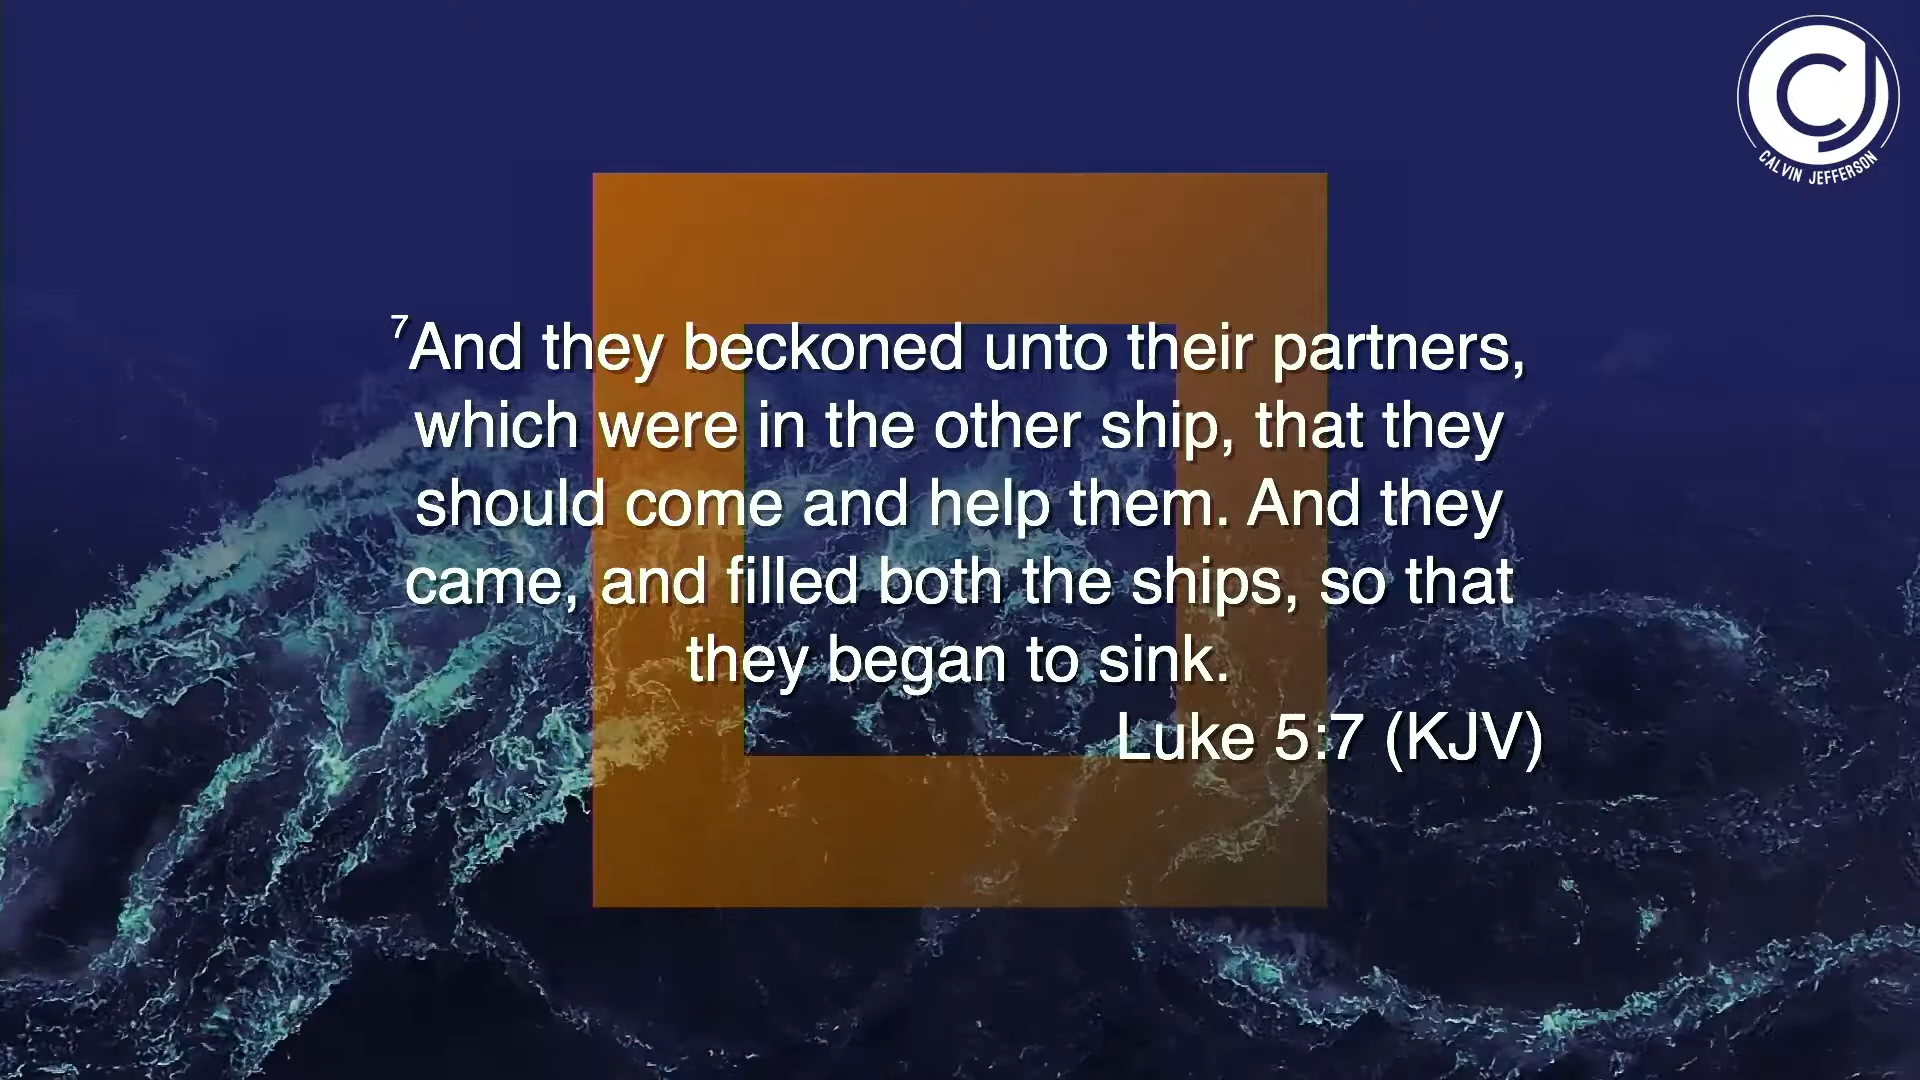 CJ
CALVIN JEFFERSON
7And they beckoned unto their partners,
which were in the other ship, that they
should come and help them. And they
came, and filled both the ships, so that
they began to sink.
Luke 5:7 (KJV)